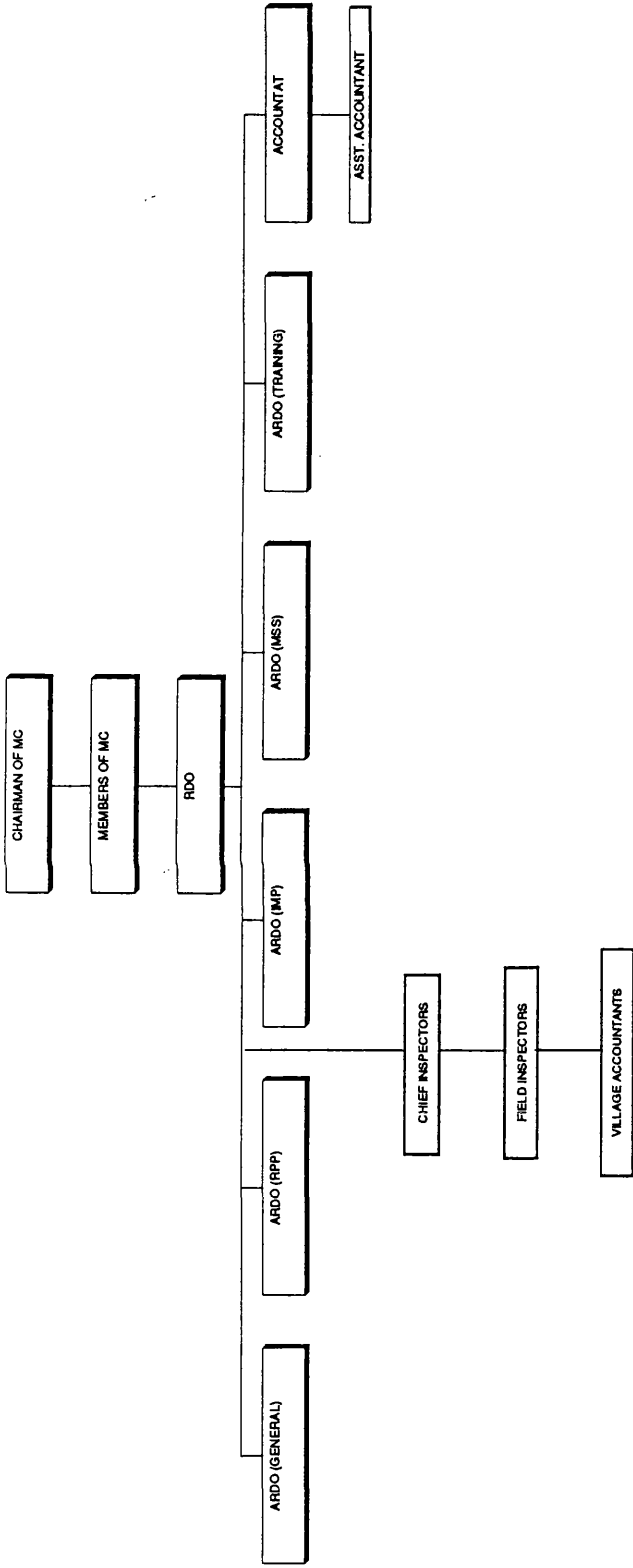 CHAIRMAN OF MC
MEMBERS OF MC
RDO
ARDO (GENERAL)
ARDO (RPP)
ARDO (IMP)
ARDO (MSS)
ARDO (TRAINING)
ACCOUNTAT
ASST. ACCOUNTANT
CHIEF INSPECTORS
FIELD INSPECTORS
VILLAGE ACCOUNTANTS